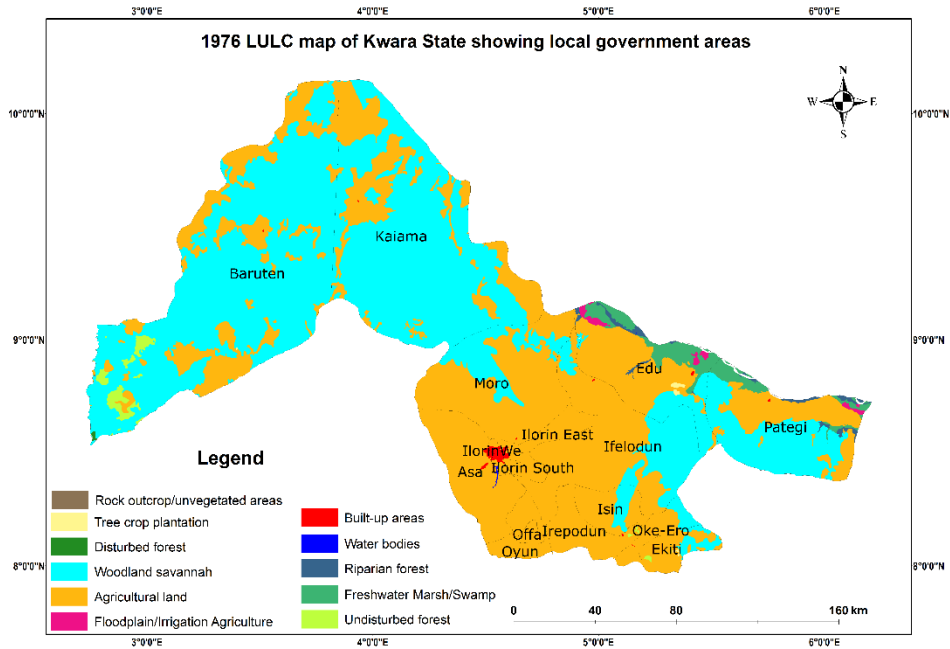 3°0'0"E 4°0'0"E 5°0'0"E 6°0'0"E
1976 LULC map of Kwara State showing local government areas
N
W E
S
10°0'0"N 10°0'0"N
Kaiama
Baruten
9°0'0"N 9°0'0"N
Edu
Moro
Pategi
Ilorin East
Ifelodun
IlorinWe
Ilorin South
Asa
Isin
Offa Irepodun Oke-Ero
Oyun Ekiti
8°0'0"N 8°0'0"N
Legend
Rock outcrop/unvegetated areas
Tree crop plantation
Disturbed forest
Woodland savannah
Agricultural land
Floodplain/Irrigation Agriculture
Built-up areas
Water bodies
Riparian forest
Freshwater Marsh/Swamp
Undisturbed forest
0 40 80 160 km
3°0'0"E 4°0'0"E 5°0'0"E 6°0'0"E